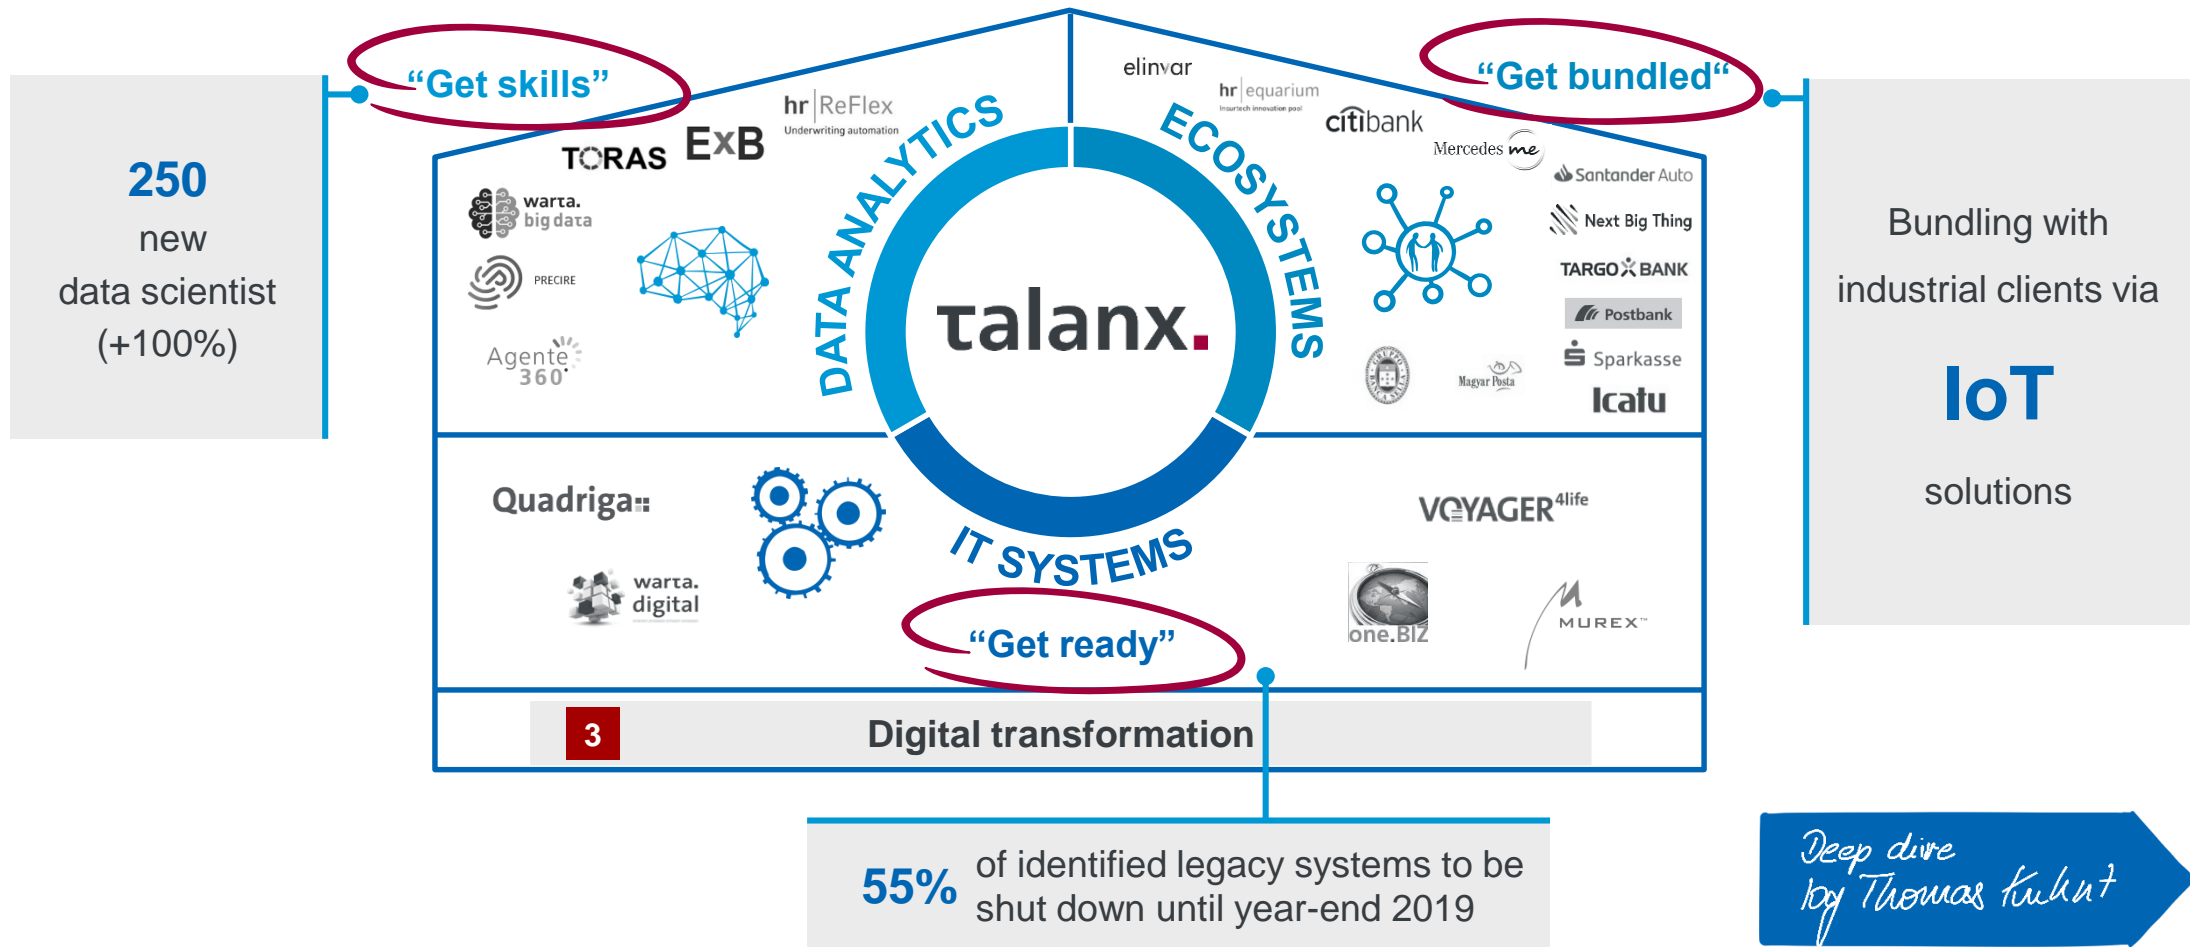 “Get skills”
250
new
data scientist
(+100%)
hr|ReFlex
Underwriting automation
ExB
TORAS
warta.
big data
PRECIRE
Agente
360°
DATA ANALYTICS
talanx.
ECOSYSTEMS
elinvar
hr|equarium
Insurtech innovation pool
citibank
Mercedes me
Santander Auto
Next Big Thing
TARGO BANK
Postbank
Sparkasse
Icatu
Magyar Posta
“Get bundled“
Bundling with
industrial clients via
IoT
solutions
Quadriga
warta.
digital
IT SYSTEMS
“Get ready”
VOYAGER4life
one.BIZ
MUREX™
3
Digital transformation
55%
of identified legacy systems to be
shut down until year-end 2019
Deep dive
by Thomas Kuhnt